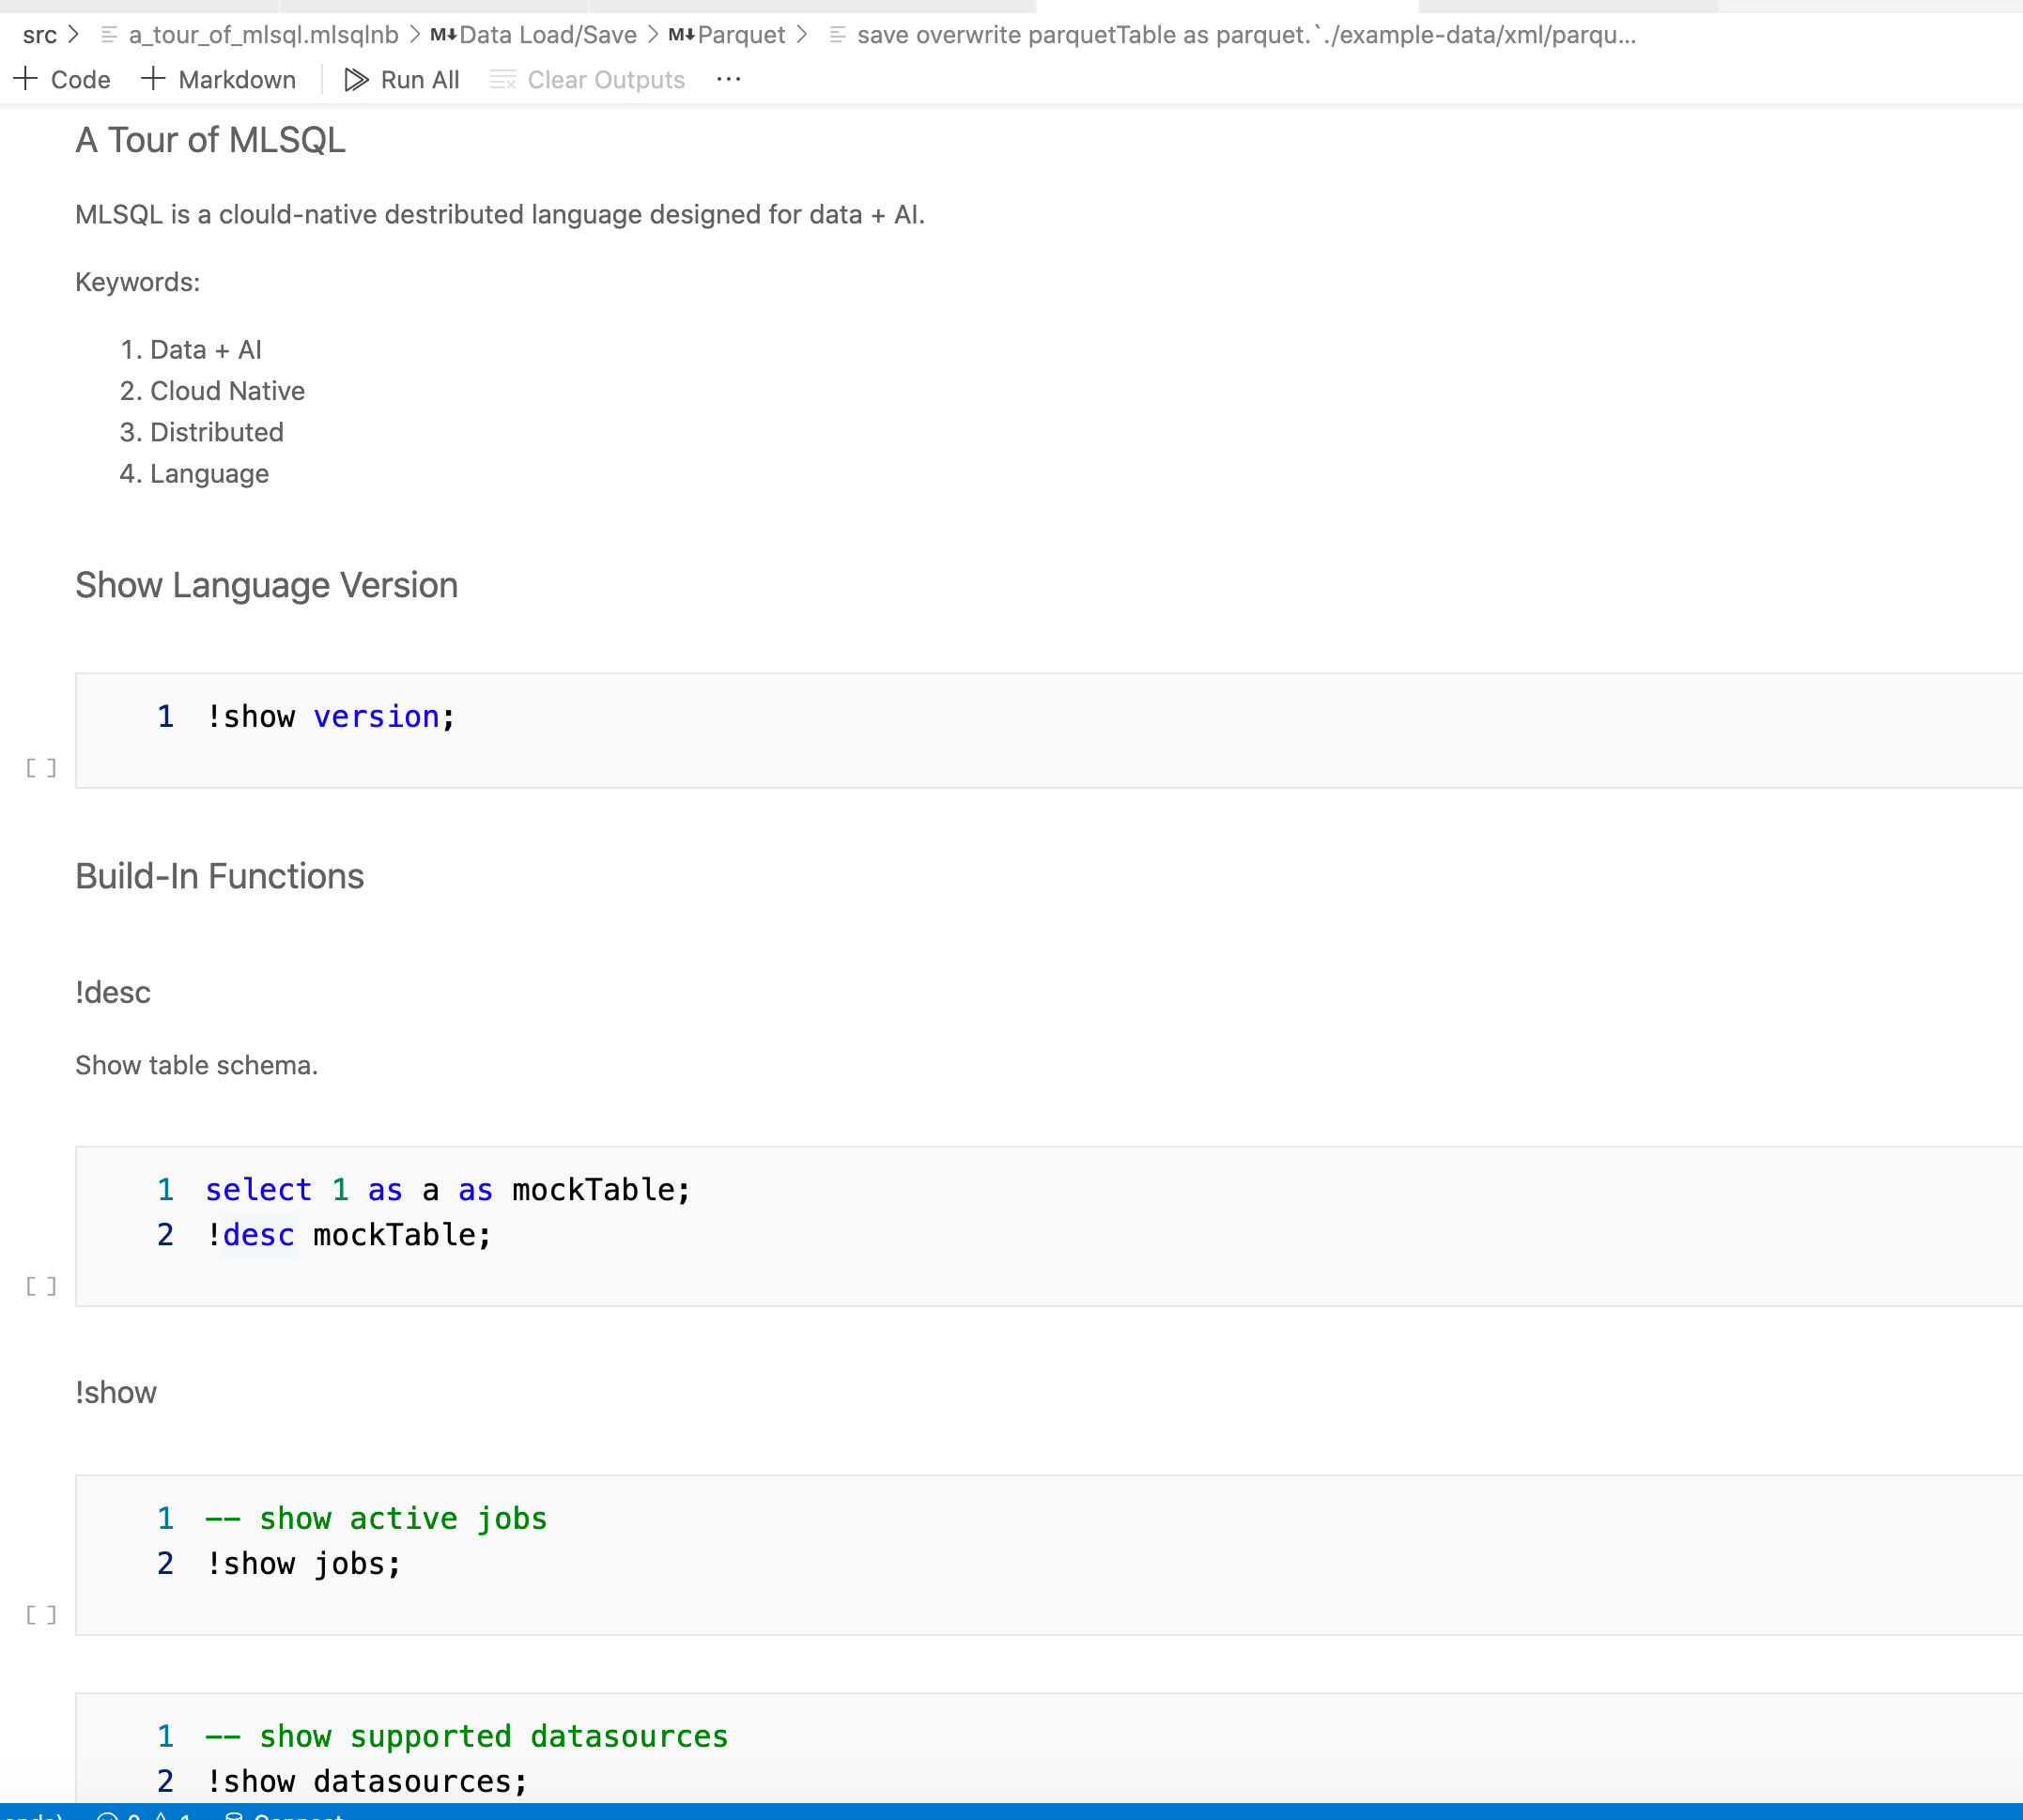 src > a_tour_of_mlsql.mlsqlnb > M↓Data Load/Save > M↓Parquet > save overwrite parquetTable as parquet.`./example-data/xml/parqu...
+ Code + Markdown Run All Clear Outputs ...
A Tour of MLSQL
MLSQL is a clould-native destributed language designed for data + AI.
Keywords:
1. Data + AI
2. Cloud Native
3. Distributed
4. Language
Show Language Version
1 !show version;
[ ]
Build-In Functions
!desc
Show table schema.
1 select 1 as a as mockTable;
2 !desc mockTable;
[ ]
!show
1 -- show active jobs
2 !show jobs;
[ ]
1 -- show supported datasources
2 !show datasources;